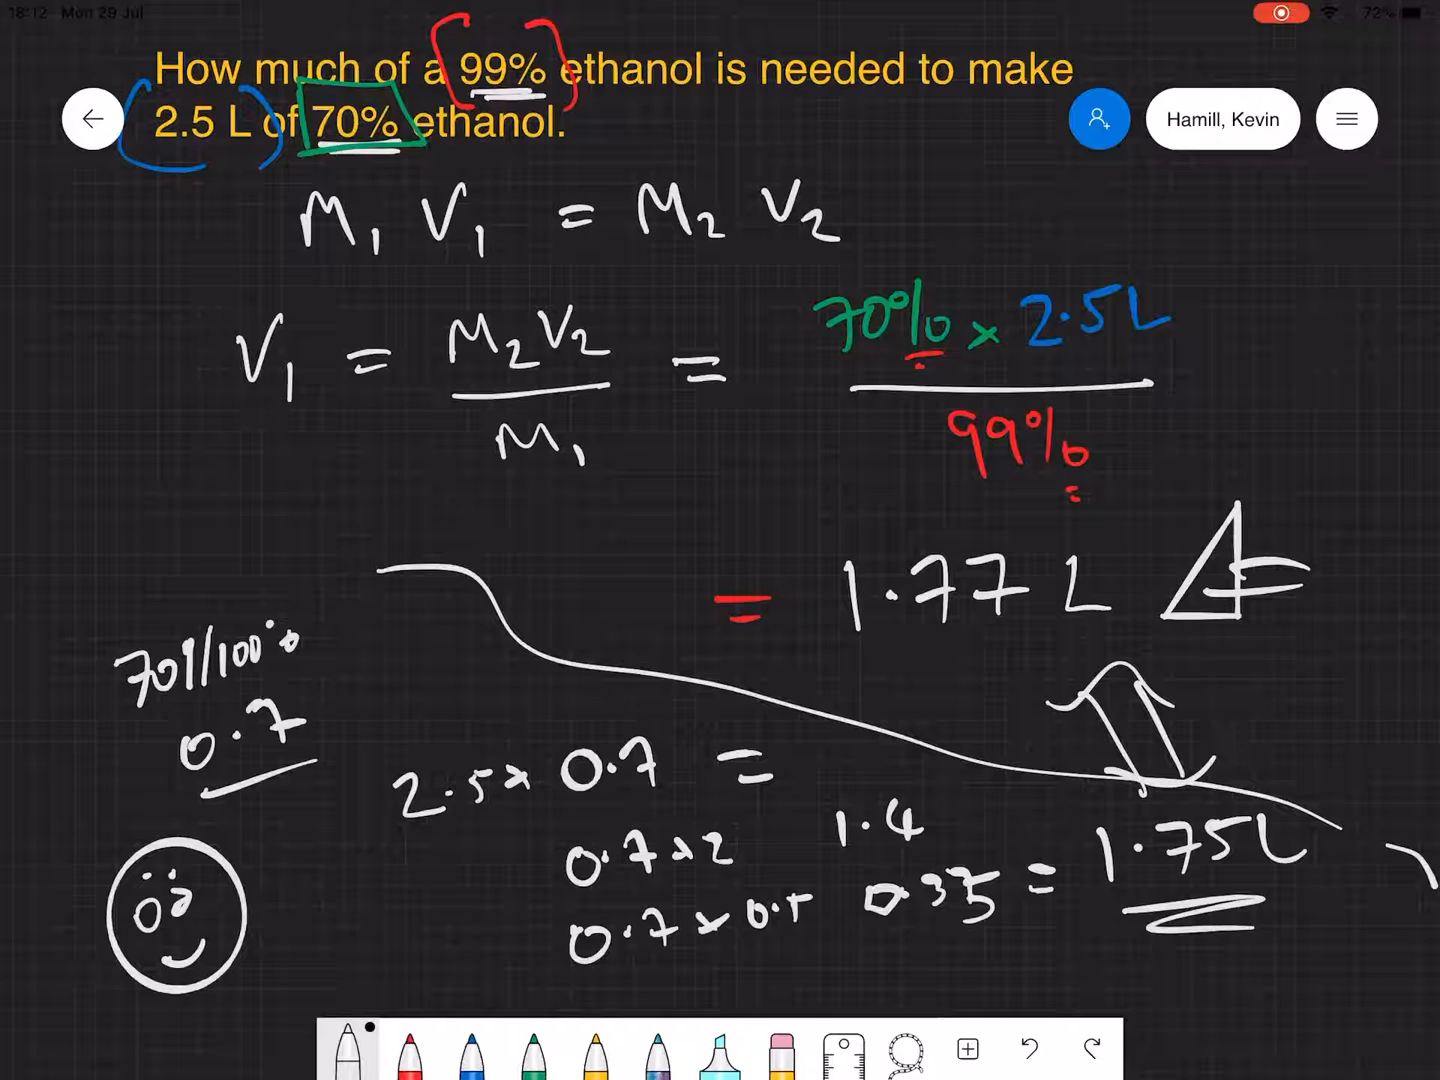 18:12 Mon 29 Jul
72%
How much of a 99% ethanol is needed to make
2.5 L of 70% ethanol.
Hamill, Kevin
M₁ V₁ = M₂ V₂
V₁ = M₂V₂ / M₁ = 70% × 2.5L / 99%
= 1.77 L
70%/100%
0.7
2.5 × 0.7 =
0.7 × 2 1.4
0.7 × 0.5 0.35 = 1.75L